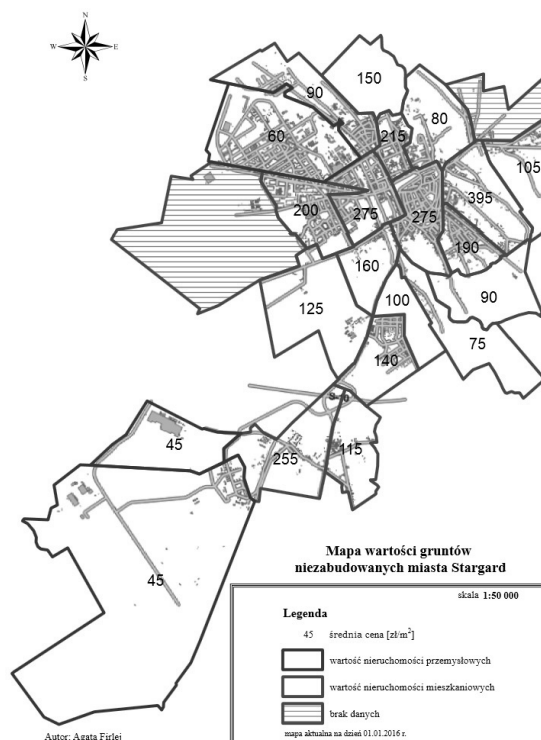 N
W E
S
150
90
80
60
215
105
395
200
275
275
190
160
125
100
90
75
140
S-10
45
255
115
45
Mapa wartości gruntów
niezabudowanych miasta Stargard
skala 1:50 000
Legenda
45 średnia cena [zł/m²]
wartość nieruchomości przemysłowych
wartość nieruchomości mieszkaniowych
brak danych
mapa aktualna na dzień 01.01.2016 r.
Autor: Agata Firlej